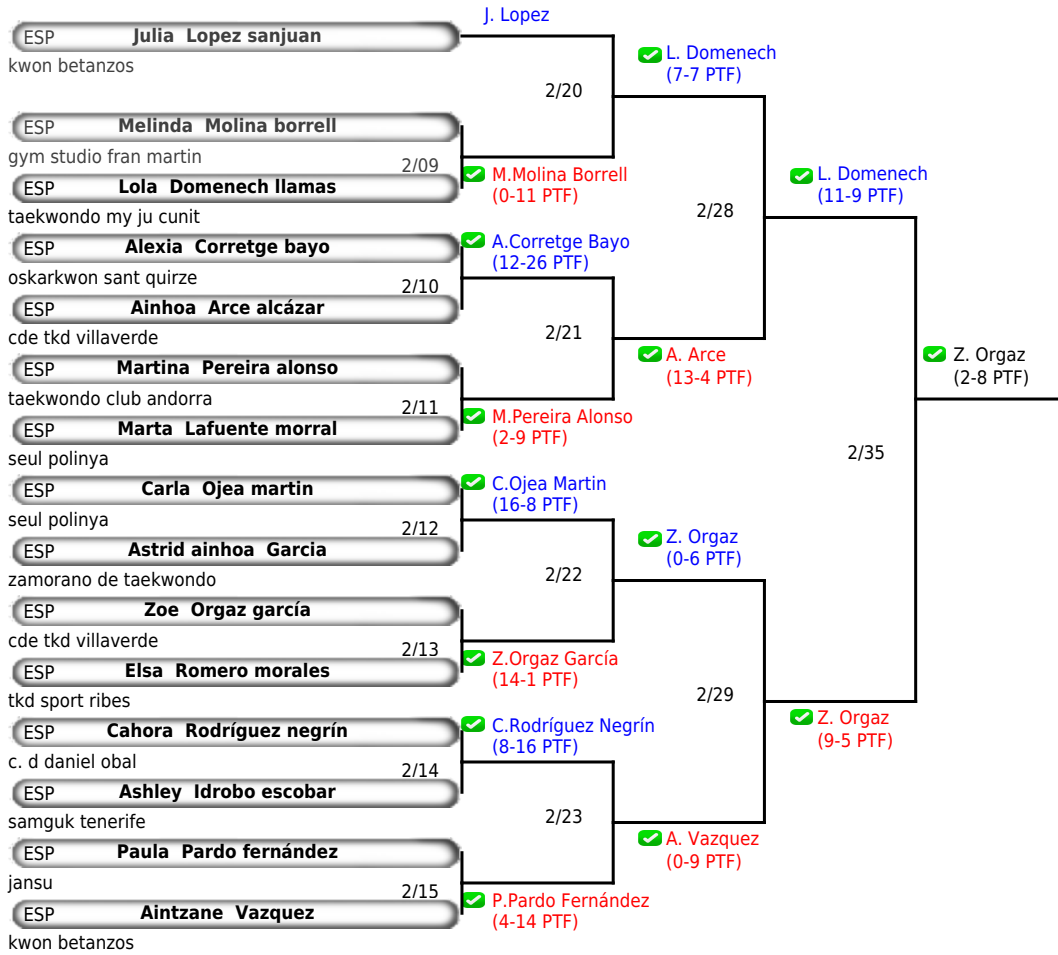 J. Lopez
ESP Julia Lopez sanjuan
kwon betanzos
L. Domenech
(7-7 PTF)
2/20
ESP Melinda Molina borrell
gym studio fran martin
2/09
ESP Lola Domenech llamas
taekwondo my ju cunit
M.Molina Borrell
(0-11 PTF)
L. Domenech
(11-9 PTF)
2/28
ESP Alexia Corretge bayo
oskarkwon sant quirze
A.Corretge Bayo
(12-26 PTF)
2/10
ESP Ainhoa Arce alcázar
cde tkd villaverde
2/21
A. Arce
(13-4 PTF)
ESP Martina Pereira alonso
taekwondo club andorra
2/11
ESP Marta Lafuente morral
seul polinya
M.Pereira Alonso
(2-9 PTF)
Z. Orgaz
(2-8 PTF)
2/35
ESP Carla Ojea martin
seul polinya
C.Ojea Martin
(16-8 PTF)
2/12
ESP Astrid ainhoa Garcia
zamorano de taekwondo
2/22
Z. Orgaz
(0-6 PTF)
ESP Zoe Orgaz garcía
cde tkd villaverde
2/13
ESP Elsa Romero morales
tkd sport ribes
Z.Orgaz García
(14-1 PTF)
2/29
Z. Orgaz
(9-5 PTF)
ESP Cahora Rodríguez negrín
c. d daniel obal
C.Rodríguez Negrín
(8-16 PTF)
2/14
ESP Ashley Idrobo escobar
samguk tenerife
2/23
A. Vazquez
(0-9 PTF)
ESP Paula Pardo fernández
jansu
2/15
ESP Aintzane Vazquez
kwon betanzos
P.Pardo Fernández
(4-14 PTF)